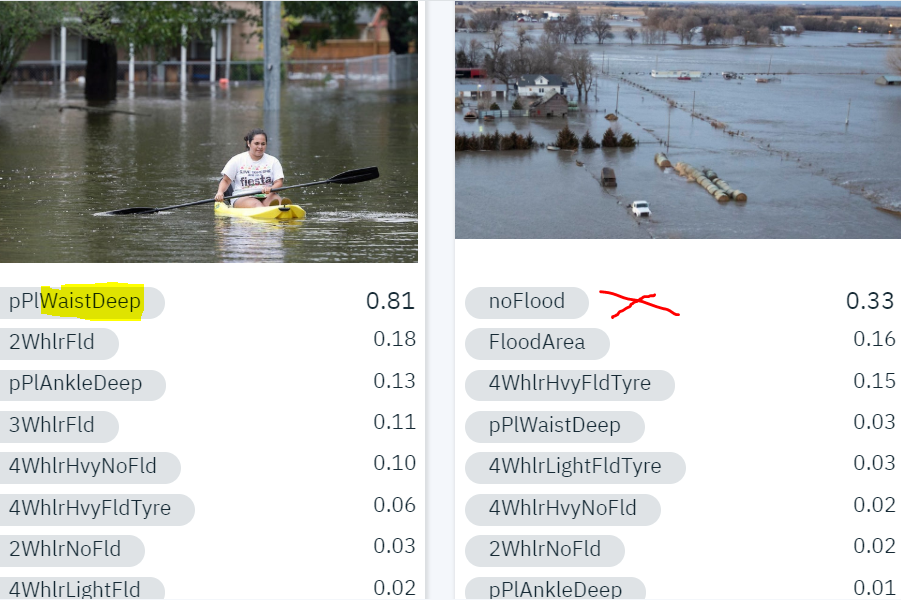 fiesta
pPlWaistDeep 0.81
2WhlrFld 0.18
pPlAnkleDeep 0.13
3WhlrFld 0.11
4WhlrHvyNoFld 0.10
4WhlrHvyFldTyre 0.06
2WhlrNoFld 0.03
4WhlrLightFld 0.02
noFlood 0.33
FloodArea 0.16
4WhlrHvyFldTyre 0.15
pPlWaistDeep 0.03
4WhlrLightFldTyre 0.03
4WhlrHvyNoFld 0.02
2WhlrNoFld 0.02
pPlAnkleDeep 0.01